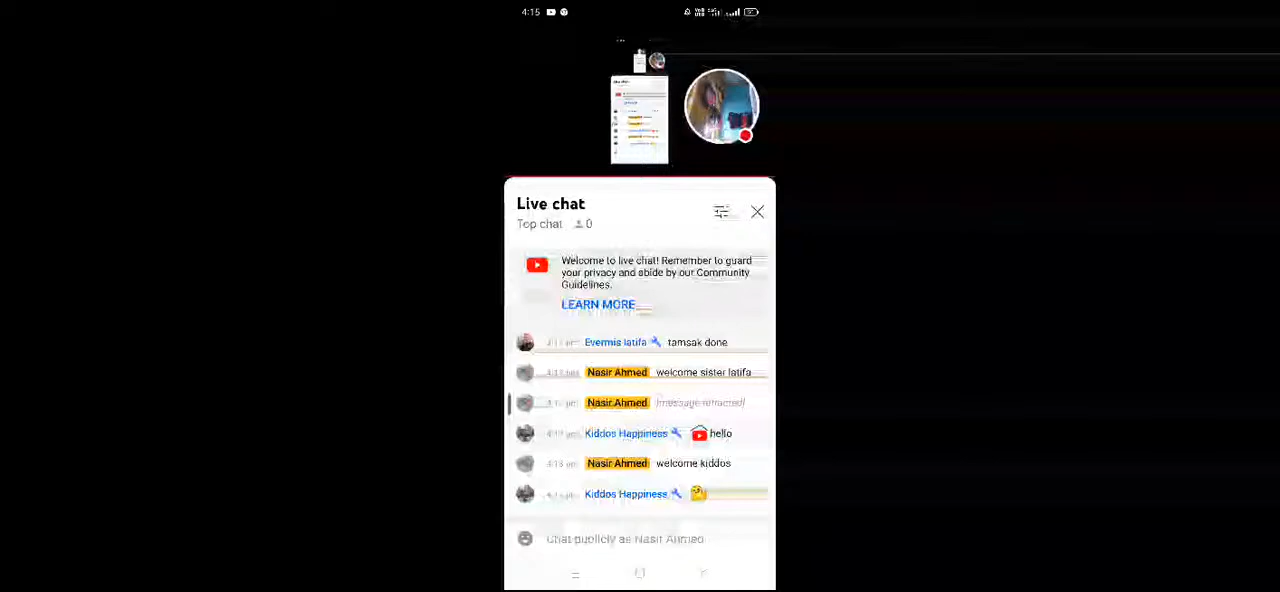 4:15
Live chat
Top chat 0
Welcome to live chat! Remember to guard
your privacy and abide by our Community
Guidelines.
LEARN MORE
Evermis latifa tamsak done
Nasir Ahmed welcome sister latifa
Nasir Ahmed [message retracted]
Kiddos Happiness hello
Nasir Ahmed welcome kiddos
Kiddos Happiness
Chat publicly as Nasir Ahmed